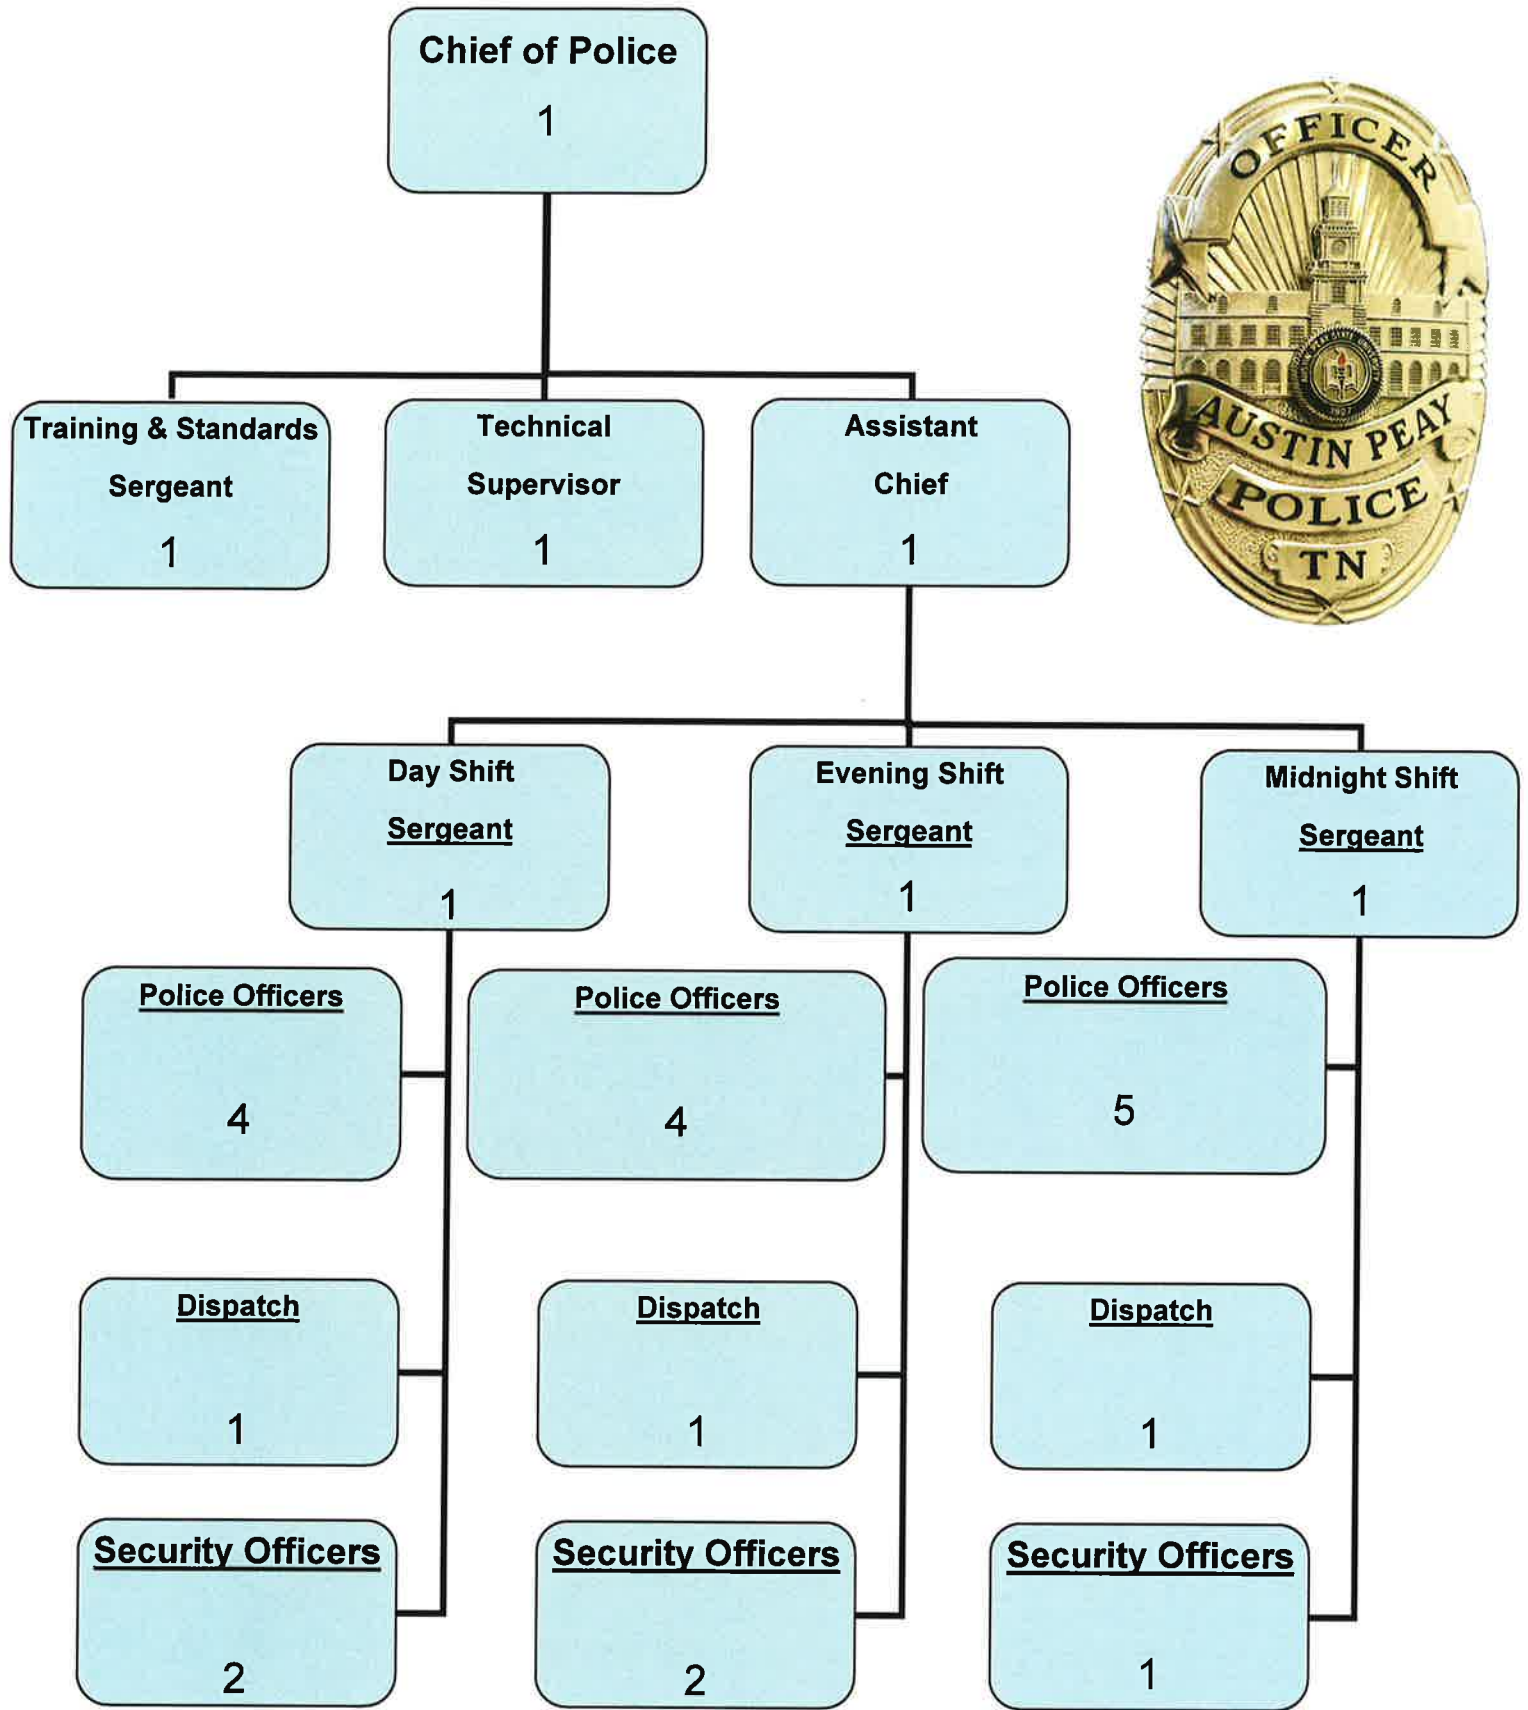 Chief of Police
1
OFFICER
AUSTIN PEAY
POLICE
TN
Training & Standards
Sergeant
1
Technical
Supervisor
1
Assistant
Chief
1
Day Shift
Sergeant
1
Evening Shift
Sergeant
1
Midnight Shift
Sergeant
1
Police Officers
4
Police Officers
4
Police Officers
5
Dispatch
1
Dispatch
1
Dispatch
1
Security Officers
2
Security Officers
2
Security Officers
1